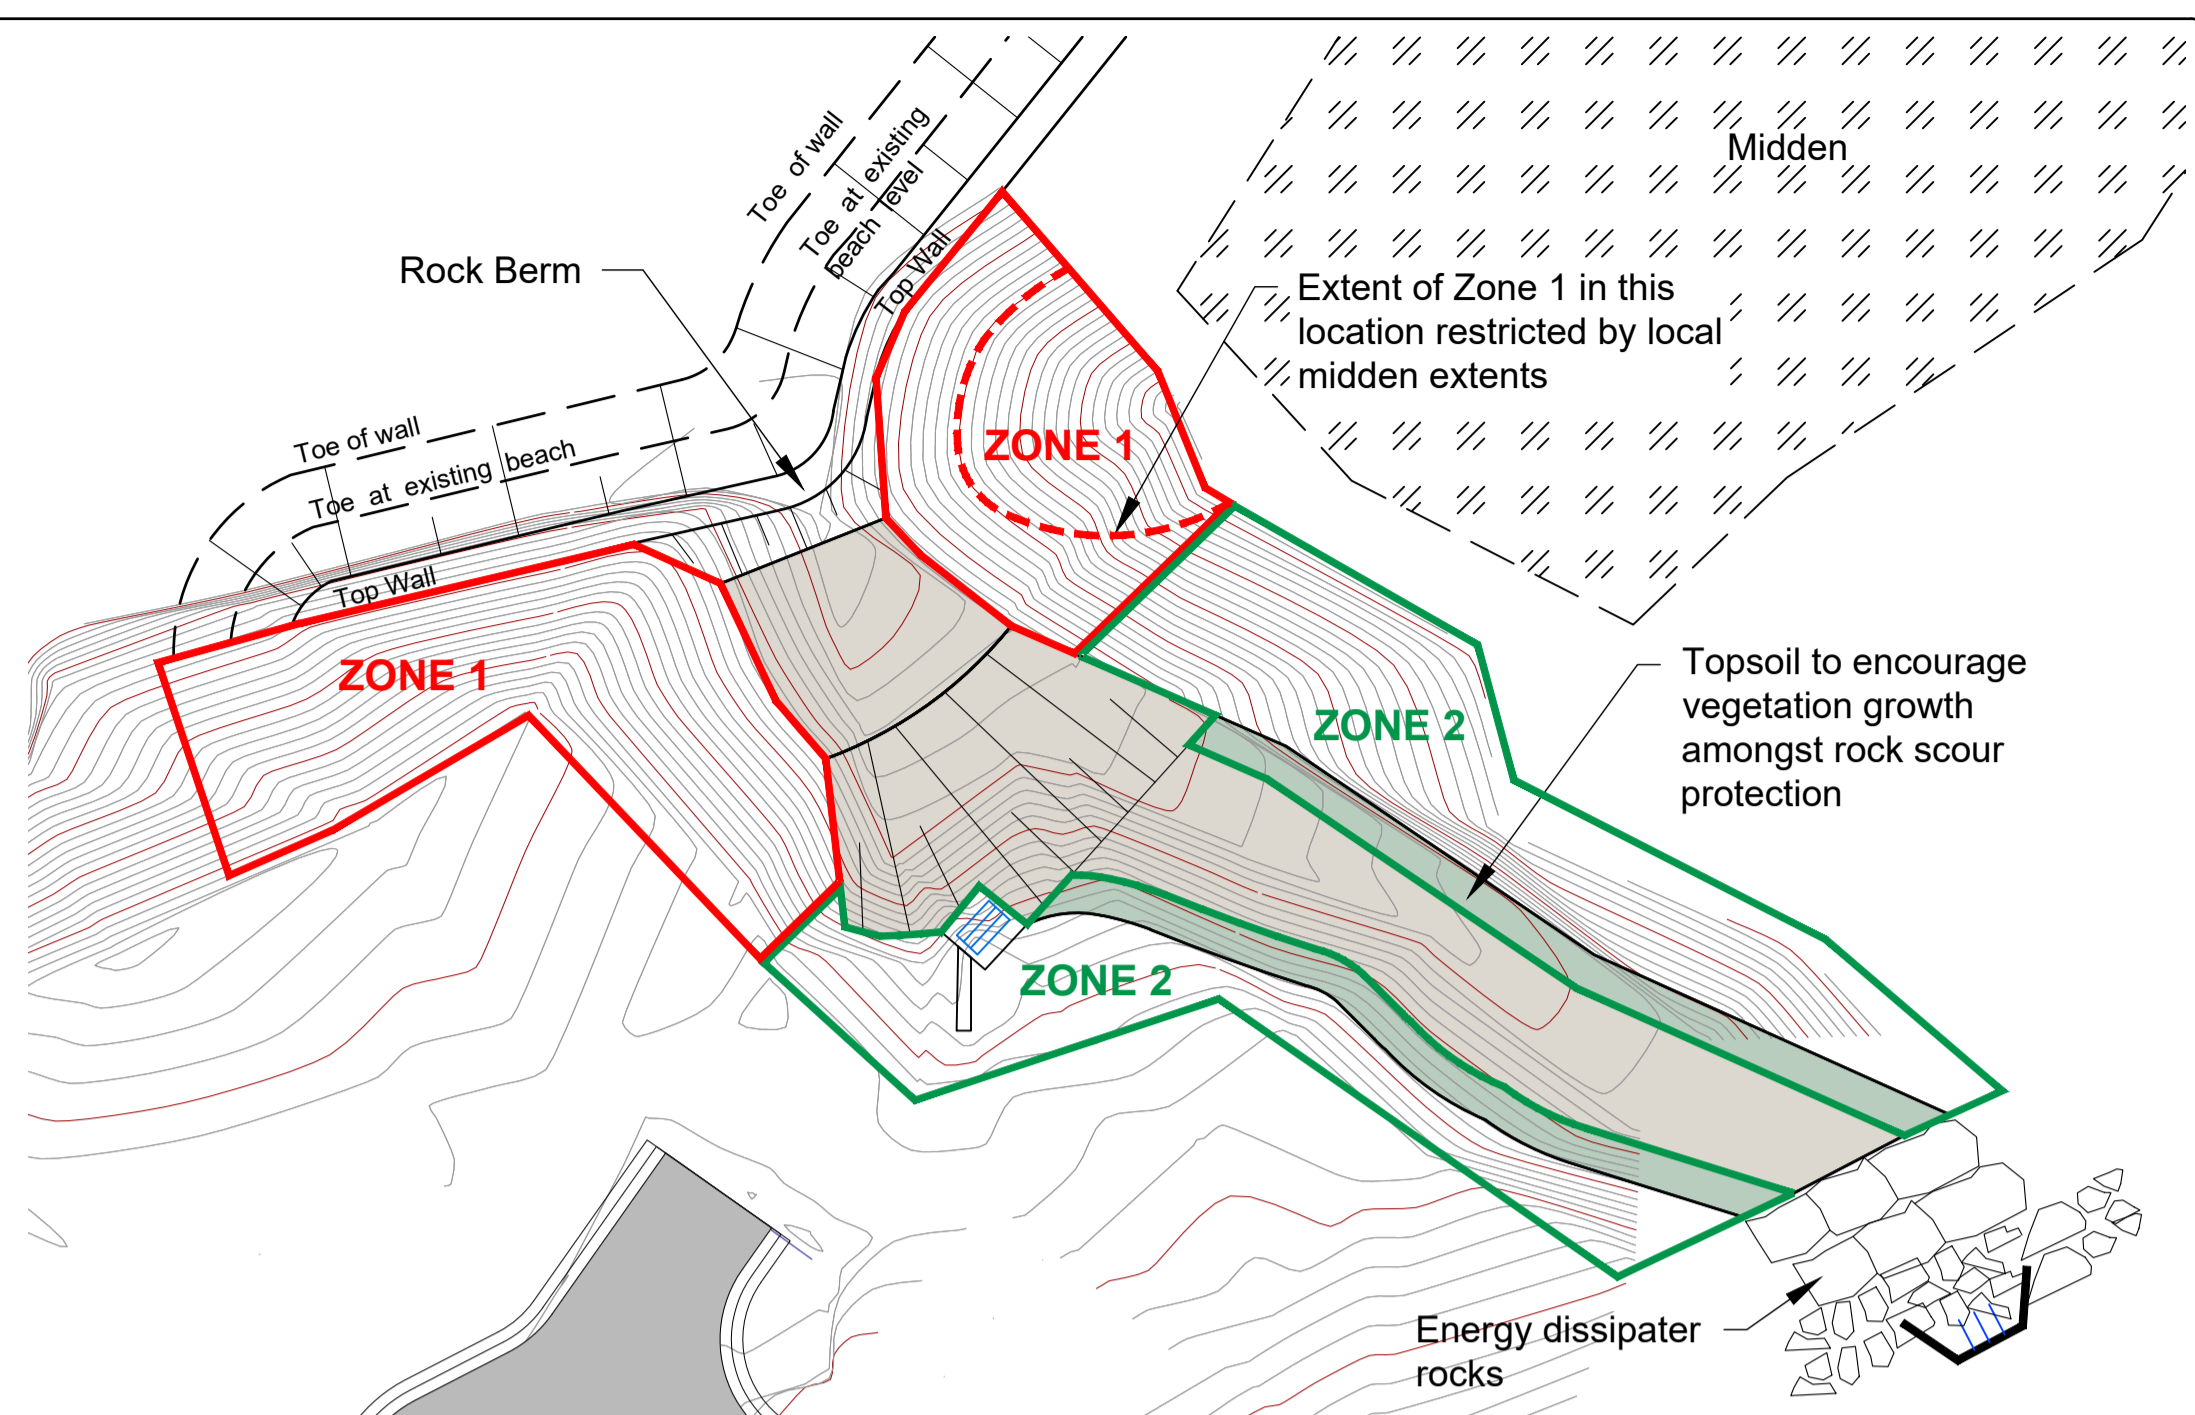 Midden
Toe of wall
Toe at existing
beach level
Top Wall
Rock Berm
Extent of Zone 1 in this
location restricted by local
midden extents
Toe of wall
Toe at existing beach
Top Wall
ZONE 1
ZONE 1
Topsoil to encourage
vegetation growth
amongst rock scour
protection
ZONE 2
ZONE 2
Energy dissipater
rocks